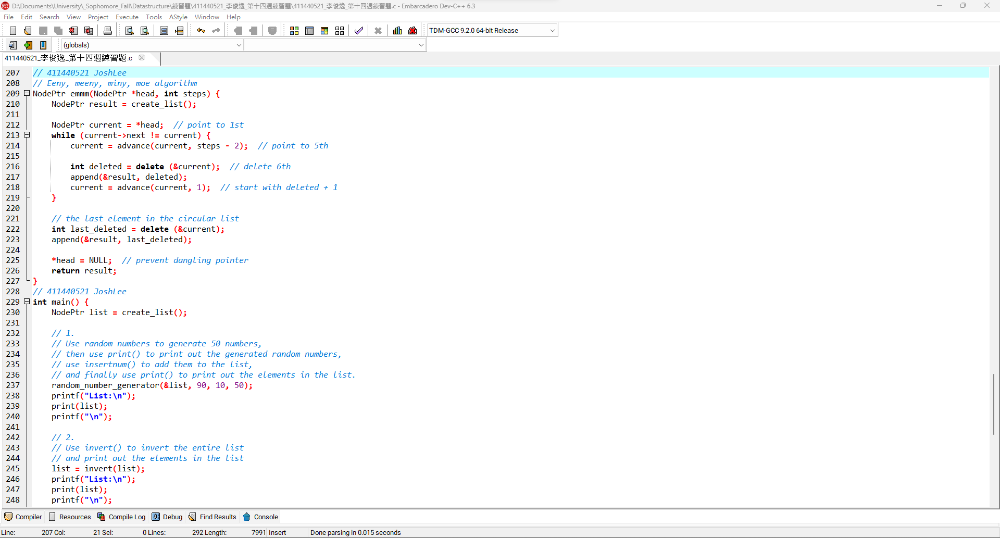 D:\Documents\University\_Sophomore_Fall\Datastructure\練習題\411440521_李俊逸_第十四週練習題\411440521_李俊逸_第十四週練習題.c - Embarcadero Dev-C++ 6.3
File Edit Search View Project Execute Tools AStyle Window Help
TDM-GCC 9.2.0 64-bit Release
(globals)
411440521_李俊逸_第十四週練習題.c
207 // 411440521 JoshLee
208 // Eeny, meeny, miny, moe algorithm
209 NodePtr emmm(NodePtr *head, int steps) {
210     NodePtr result = create_list();
211
212     NodePtr current = *head;  // point to 1st
213     while (current->next != current) {
214         current = advance(current, steps - 2);  // point to 5th
215
216         int deleted = delete (&current);  // delete 6th
217         append(&result, deleted);
218         current = advance(current, 1);  // start with deleted + 1
219     }
220
221     // the last element in the circular list
222     int last_deleted = delete (&current);
223     append(&result, last_deleted);
224
225     *head = NULL;  // prevent dangling pointer
226     return result;
227 }
228 // 411440521 JoshLee
229 int main() {
230     NodePtr list = create_list();
231
232     // 1.
233     // Use random numbers to generate 50 numbers,
234     // then use print() to print out the generated random numbers,
235     // use insertnum() to add them to the list,
236     // and finally use print() to print out the elements in the list.
237     random_number_generator(&list, 90, 10, 50);
238     printf("List:\n");
239     print(list);
240     printf("\n");
241
242     // 2.
243     // Use invert() to invert the entire list
244     // and print out the elements in the list
245     list = invert(list);
246     printf("List:\n");
247     print(list);
248     printf("\n");
Compiler Resources Compile Log Debug Find Results Console
Line: 207 Col: 21 Sel: 0 Lines: 292 Length: 7991 Insert Done parsing in 0.015 seconds